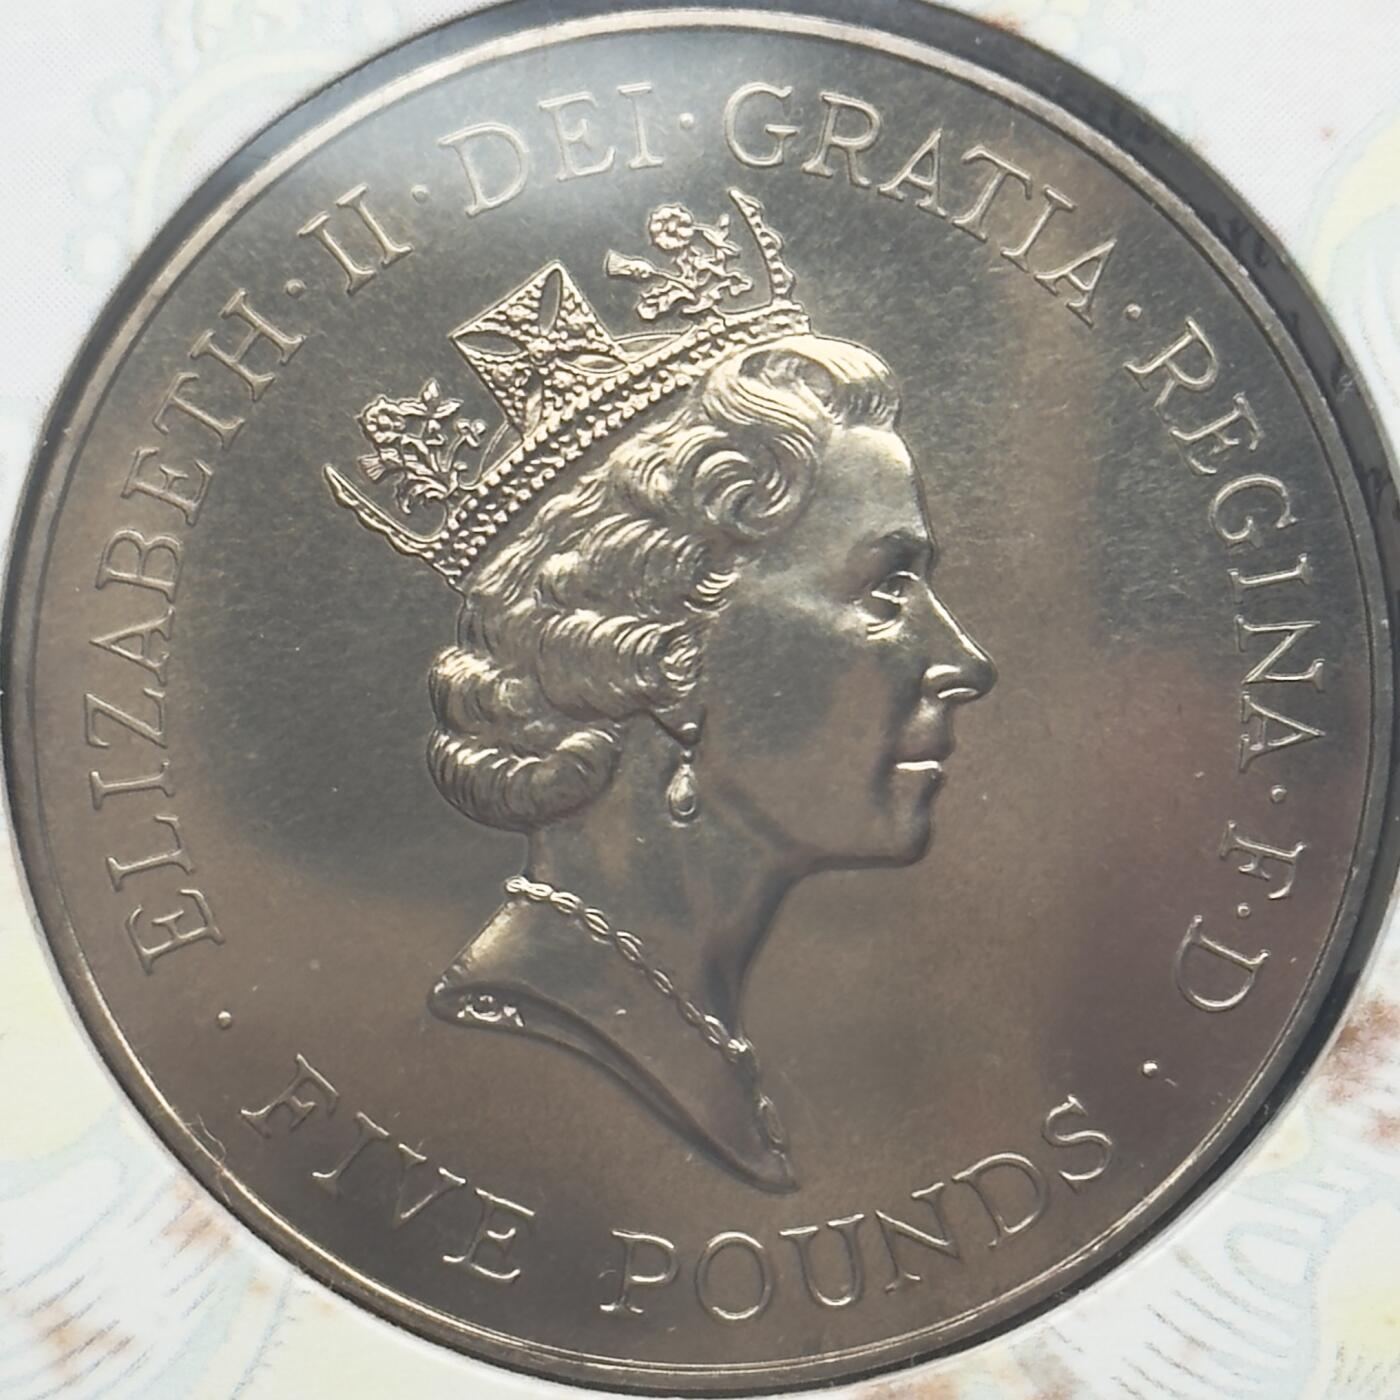 ELIZABETH·II·DEI·GRATIA·REGINA·F·D·
FIVE POUNDS